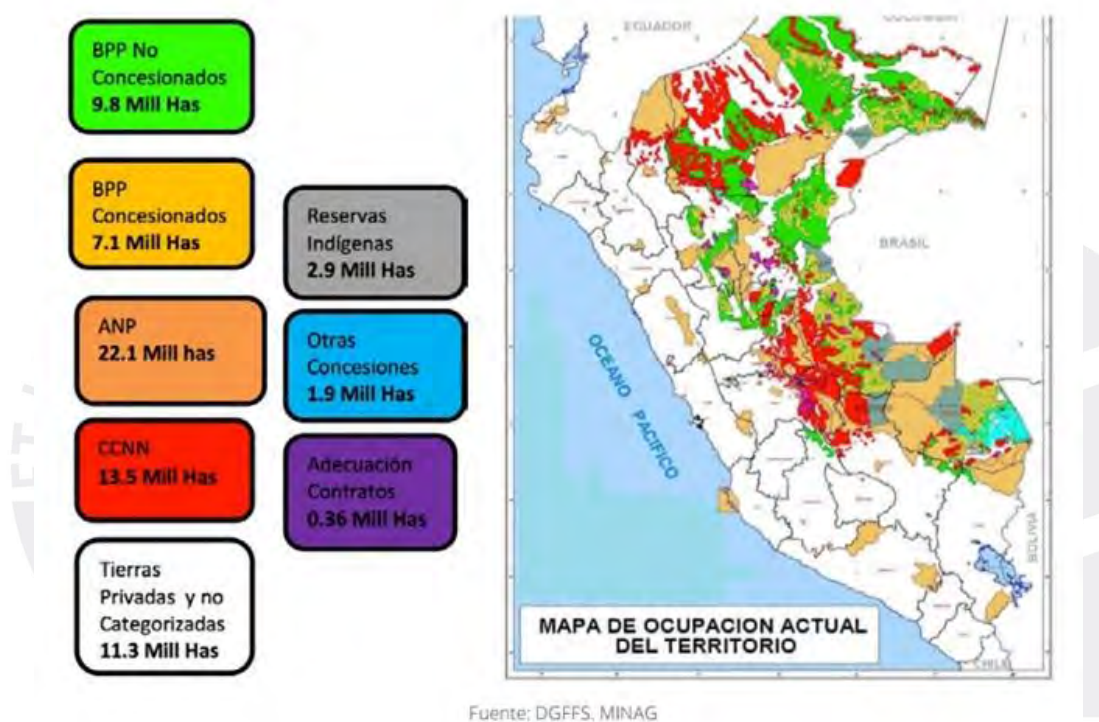 BPP No
Concesionados
9.8 Mill Has
BPP
Concesionados
7.1 Mill Has
ANP
22.1 Mill has
CCNN
13.5 Mill Has
Tierras
Privadas y no
Categorizadas
11.3 Mill Has
Reservas
Indígenas
2.9 Mill Has
Otras
Concesiones
1.9 Mill Has
Adecuación
Contratos
0.36 Mill Has
ECUADOR
BRASIL
OCEANO PACIFICO
BOLIVIA
CHILE
MAPA DE OCUPACION ACTUAL
DEL TERRITORIO
Fuente: DGFFS, MINAG